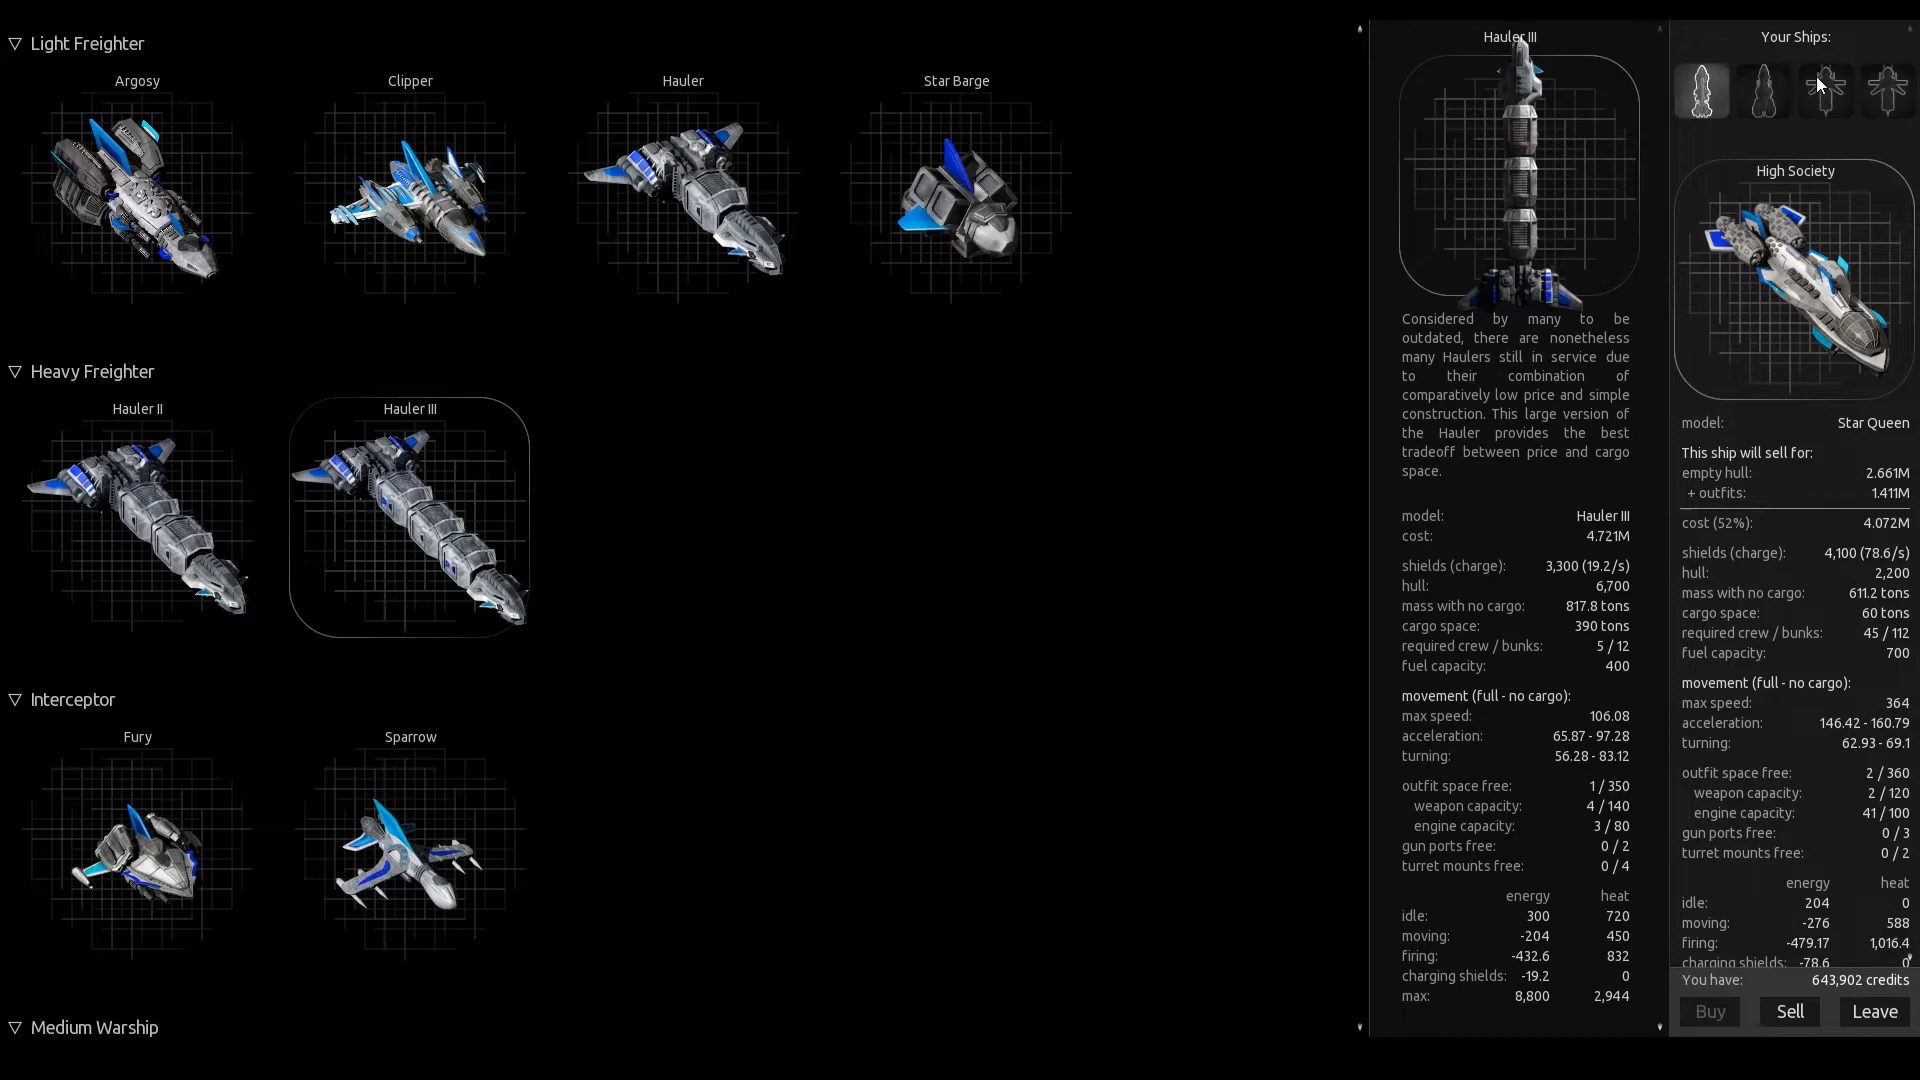 ▽ Light Freighter
Argosy
Clipper
Hauler
Star Barge
▽ Heavy Freighter
Hauler II
Hauler III
▽ Interceptor
Fury
Sparrow
▽ Medium Warship
Hauler III
Considered by many to be
outdated, there are nonetheless
many Haulers still in service due
to their combination of
comparatively low price and simple
construction. This large version of
the Hauler provides the best
tradeoff between price and cargo
space.
model: Hauler III
cost: 4.721M
shields (charge): 3,300 (19.2/s)
hull: 6,700
mass with no cargo: 817.8 tons
cargo space: 390 tons
required crew / bunks: 5 / 12
fuel capacity: 400
movement (full - no cargo):
max speed: 106.08
acceleration: 65.87 - 97.28
turning: 56.28 - 83.12
outfit space free: 1 / 350
weapon capacity: 4 / 140
engine capacity: 3 / 80
gun ports free: 0 / 2
turret mounts free: 0 / 4
energy heat
idle: 300 720
moving: -204 450
firing: -432.6 832
charging shields: -19.2 0
max: 8,800 2,944
Your Ships:
High Society
model: Star Queen
This ship will sell for:
empty hull: 2.661M
+ outfits: 1.411M
cost (52%): 4.072M
shields (charge): 4,100 (78.6/s)
hull: 2,200
mass with no cargo: 611.2 tons
cargo space: 60 tons
required crew / bunks: 45 / 112
fuel capacity: 700
movement (full - no cargo):
max speed: 364
acceleration: 146.42 - 160.79
turning: 62.93 - 69.1
outfit space free: 2 / 360
weapon capacity: 2 / 120
engine capacity: 41 / 100
gun ports free: 0 / 3
turret mounts free: 0 / 2
energy heat
idle: 204 0
moving: -276 588
firing: -479.17 1,016.4
charging shields: -78.6 0
You have: 643,902 credits
Buy Sell Leave